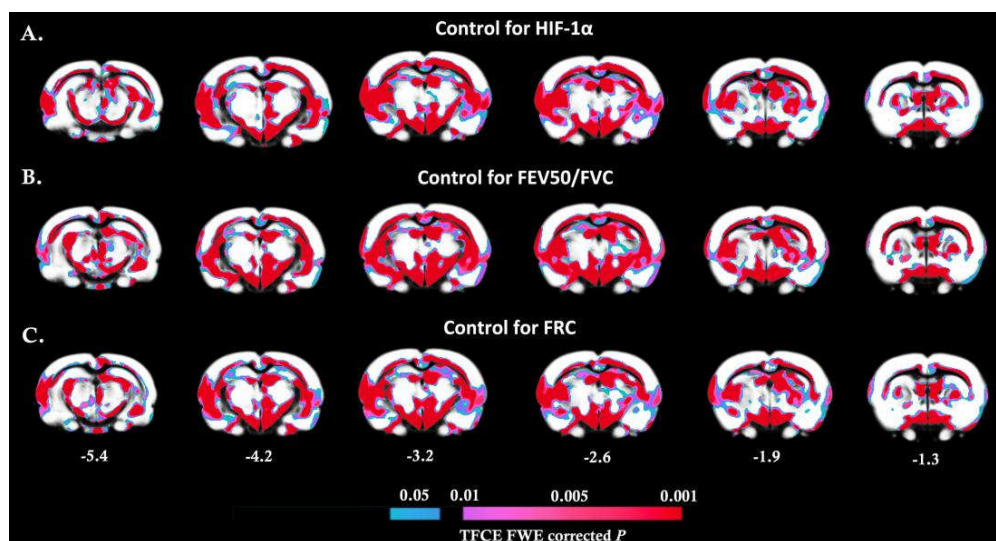 A.
Control for HIF-1α
B.
Control for FEV50/FVC
C.
Control for FRC
-5.4 -4.2 -3.2 -2.6 -1.9 -1.3
0.05 0.01 0.005 0.001
TFCE FWE corrected P